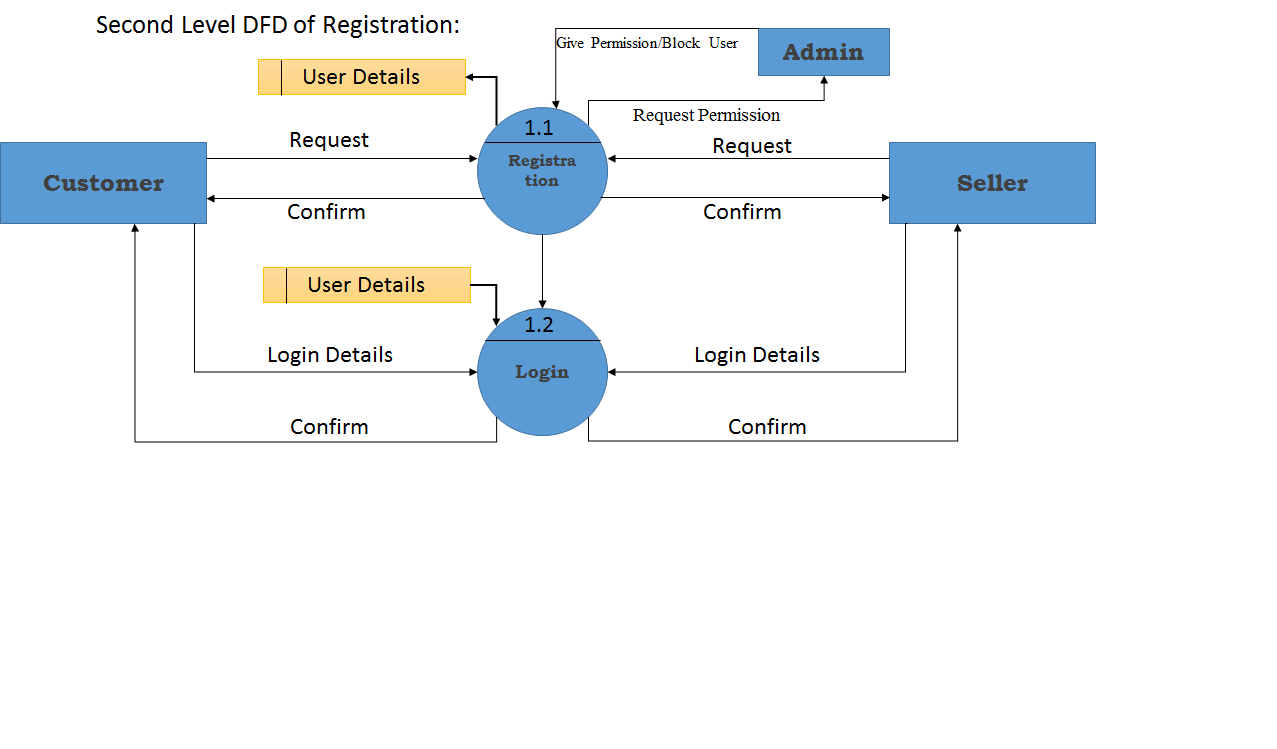 Second Level DFD of Registration:
Give Permission/Block User
Admin
User Details
Request Permission
1.1
Request
Request
Registra
tion
Customer
Seller
Confirm
Confirm
User Details
1.2
Login Details
Login Details
Login
Confirm
Confirm